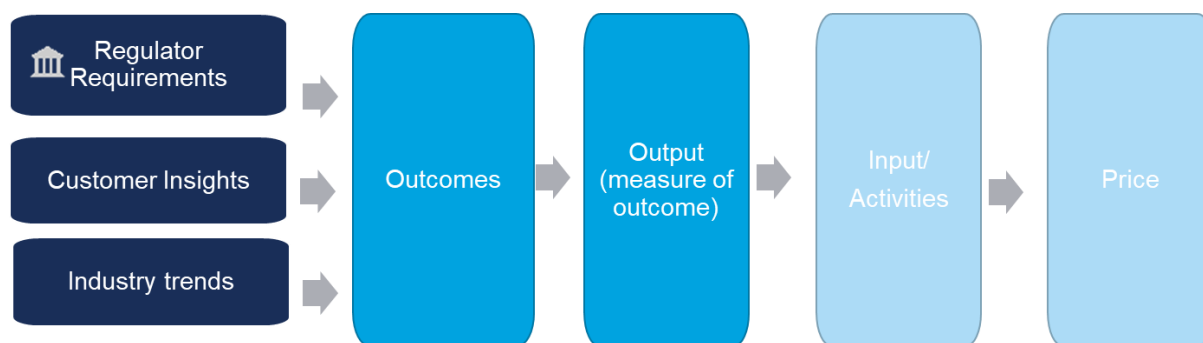 Regulator
Requirements
Customer Insights
Industry trends
Outcomes
Output
(measure of
outcome)
Input/
Activities
Price